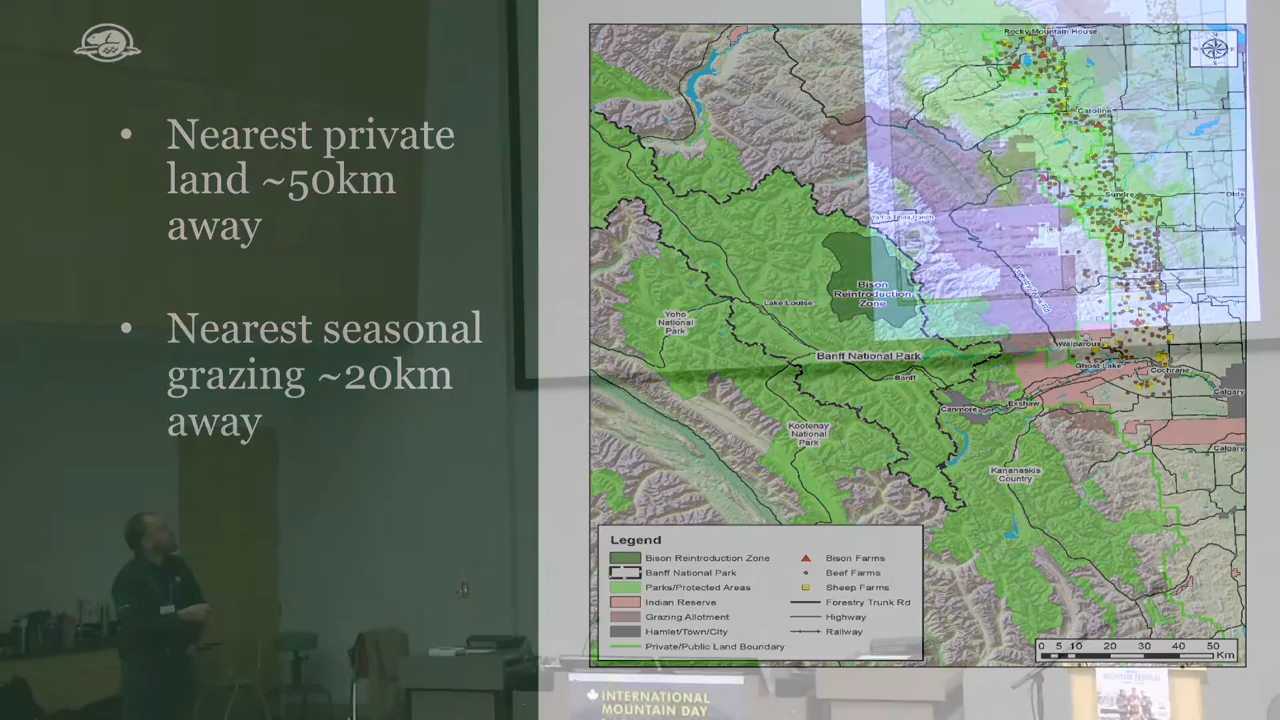 • Nearest private
land ~50km
away
• Nearest seasonal
grazing ~20km
away
Rocky Mountain House
Caroline
Sundre
Olds
Ya Ha Tinda Ranch
Forestry Trunk Rd
Bison
Reintroduction
Zone
Lake Louise
Yoho
National
Park
Banff National Park
Banff
Waiparous
Ghost Lake
Cochrane
Calgary
Canmore
Exshaw
Calgary
Kootenay
National
Park
Kananaskis
Country
Legend
Bison Reintroduction Zone
Banff National Park
Parks/Protected Areas
Indian Reserve
Grazing Allotment
Hamlet/Town/City
Private/Public Land Boundary
Bison Farms
Beef Farms
Sheep Farms
Forestry Trunk Rd
Highway
Railway
0 5 10 20 30 40 50
Km
INTERNATIONAL
MOUNTAIN DAY